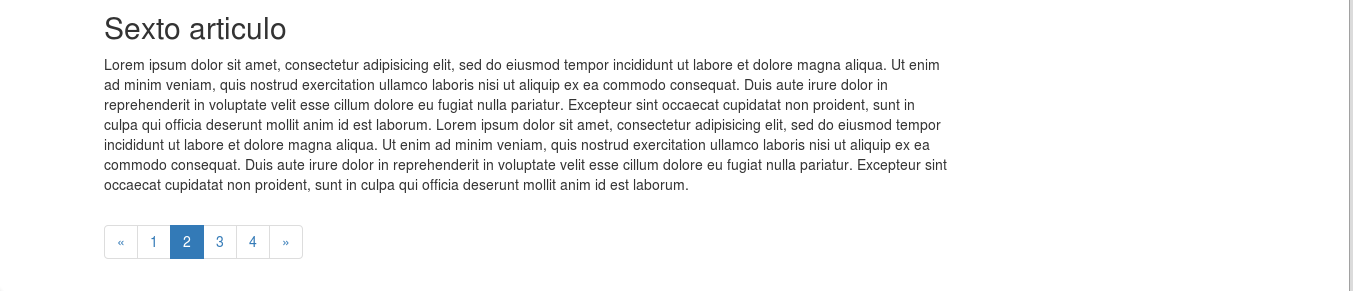 Sexto articulo
Lorem ipsum dolor sit amet, consectetur adipisicing elit, sed do eiusmod tempor incididunt ut labore et dolore magna aliqua. Ut enim
ad minim veniam, quis nostrud exercitation ullamco laboris nisi ut aliquip ex ea commodo consequat. Duis aute irure dolor in
reprehenderit in voluptate velit esse cillum dolore eu fugiat nulla pariatur. Excepteur sint occaecat cupidatat non proident, sunt in
culpa qui officia deserunt mollit anim id est laborum. Lorem ipsum dolor sit amet, consectetur adipisicing elit, sed do eiusmod tempor
incididunt ut labore et dolore magna aliqua. Ut enim ad minim veniam, quis nostrud exercitation ullamco laboris nisi ut aliquip ex ea
commodo consequat. Duis aute irure dolor in reprehenderit in voluptate velit esse cillum dolore eu fugiat nulla pariatur. Excepteur sint
occaecat cupidatat non proident, sunt in culpa qui officia deserunt mollit anim id est laborum.
« 1 2 3 4 »